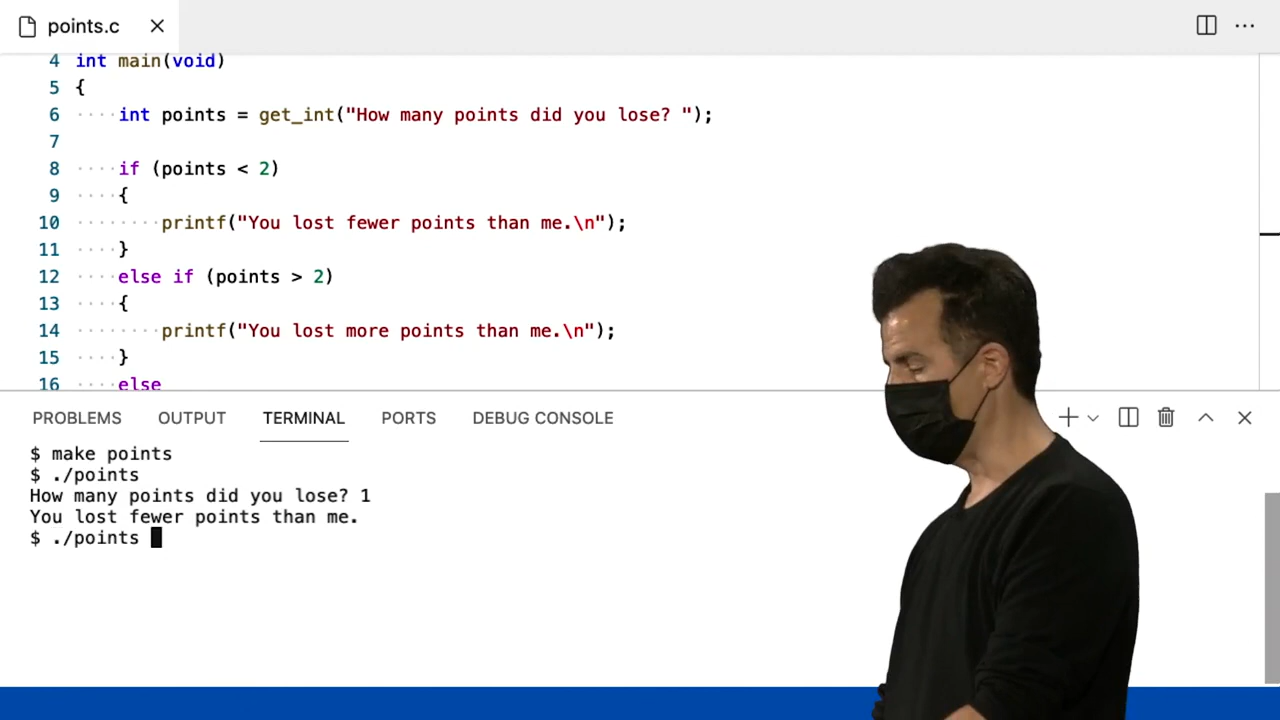 points.c
4 int main(void)
5 {
6 ····int points = get_int("How many points did you lose? ");
7
8 ····if (points < 2)
9 ····{
10 ········printf("You lost fewer points than me.\n");
11 ····}
12 ····else if (points > 2)
13 ····{
14 ········printf("You lost more points than me.\n");
15 ····}
16 ····else
PROBLEMS OUTPUT TERMINAL PORTS DEBUG CONSOLE
$ make points
$ ./points
How many points did you lose? 1
You lost fewer points than me.
$ ./points